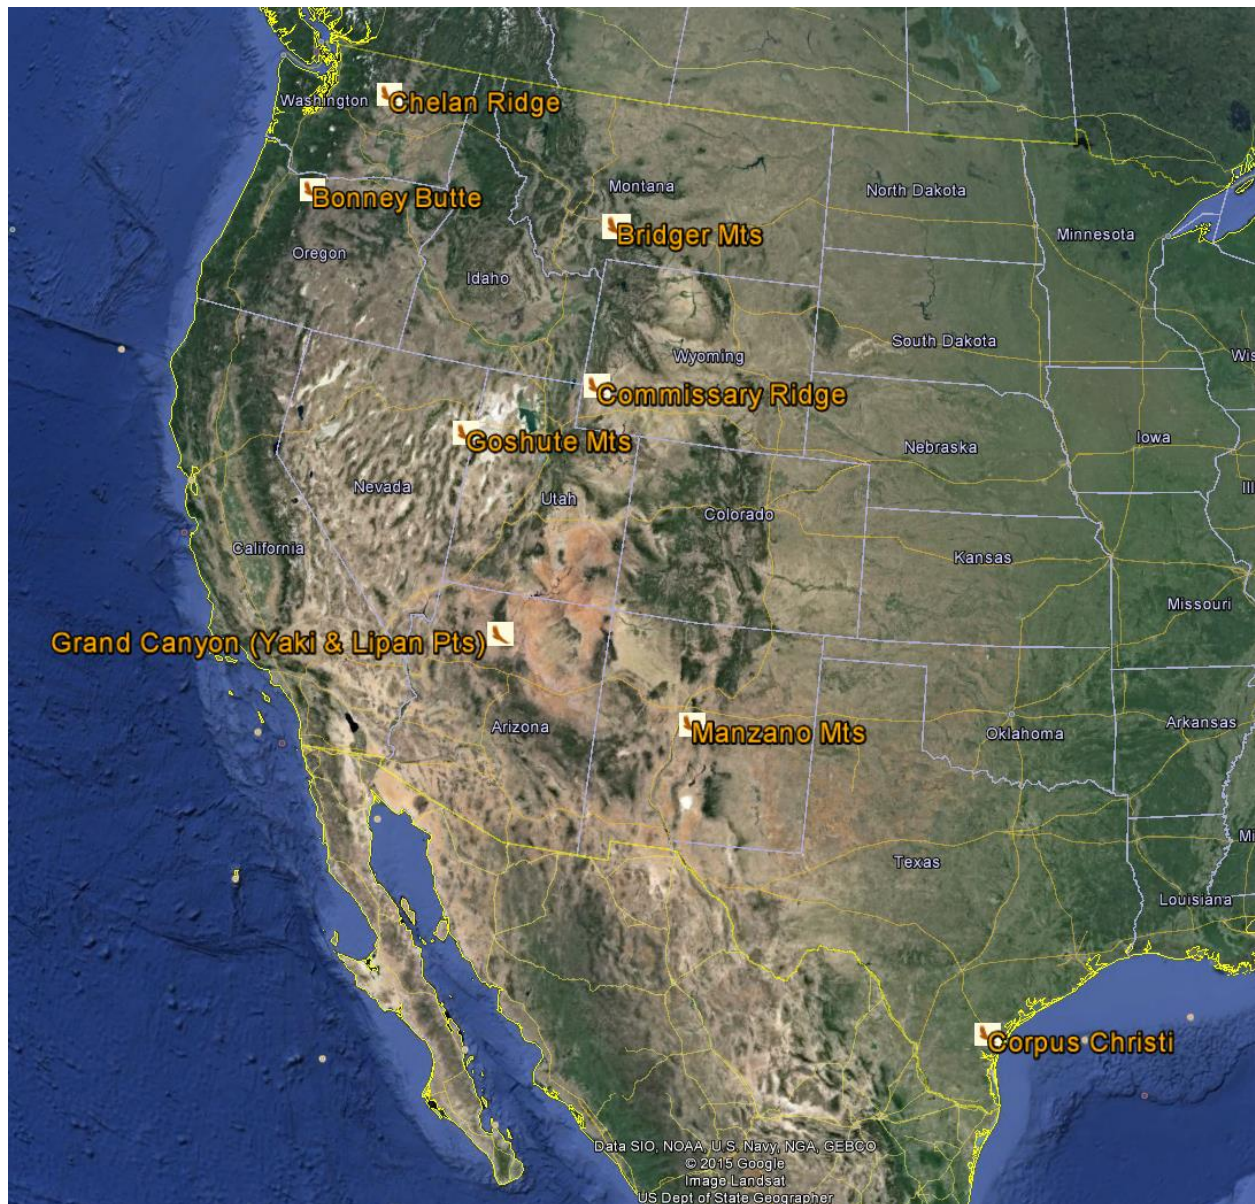 Washington
Chelan Ridge
Montana
North Dakota
Bonney Butte
Bridger Mts
Minnesota
Oregon
Idaho
South Dakota
Wyoming
Wis
Commissary Ridge
Goshute Mts
Nebraska
Iowa
Nevada
Utah
Ill
Colorado
California
Kansas
Missouri
Grand Canyon (Yaki & Lipan Pts)
Arizona
Manzano Mts
Oklahoma
Arkansas
Texas
Mi
Louisiana
Corpus Christi
Data SIO, NOAA, U.S. Navy, NGA, GEBCO
© 2015 Google
Image Landsat
US Dept of State Geographer